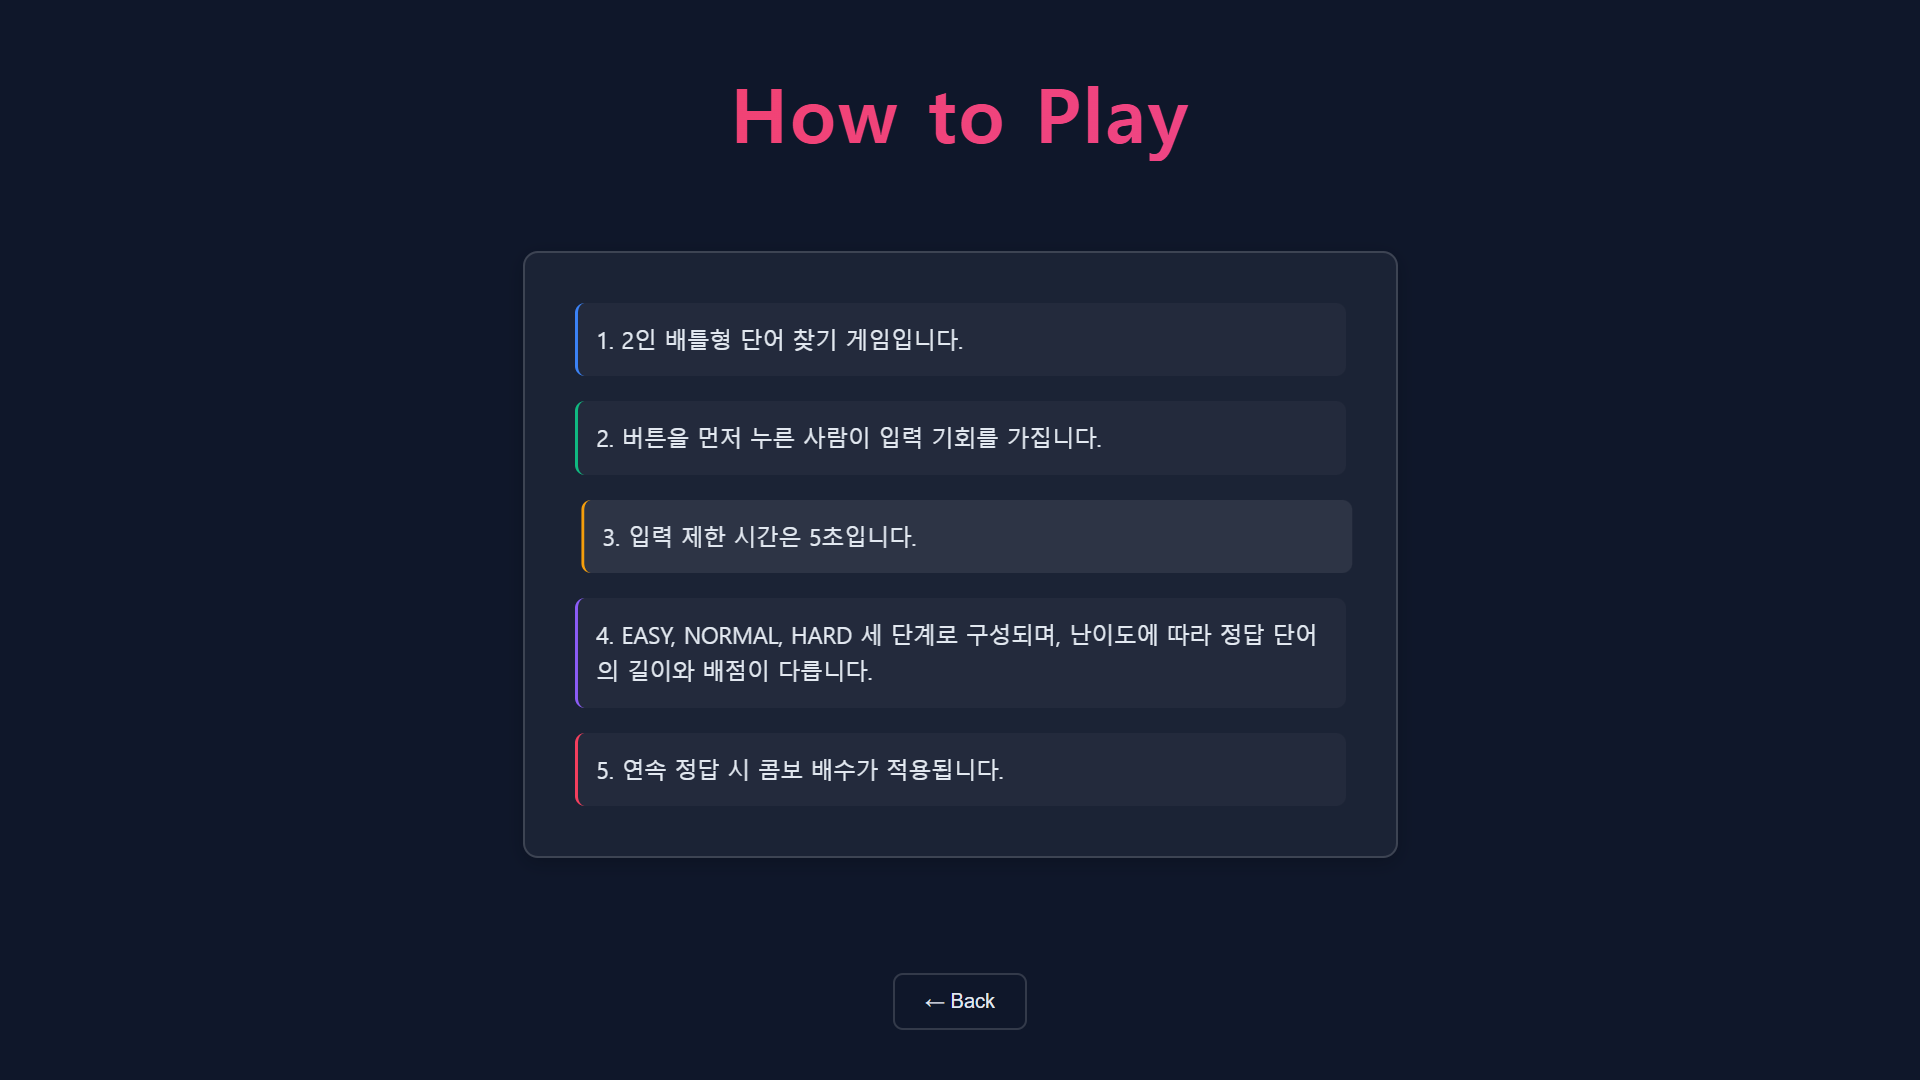 How to Play
1. 2인 배틀형 단어 찾기 게임입니다.
2. 버튼을 먼저 누른 사람이 입력 기회를 가집니다.
3. 입력 제한 시간은 5초입니다.
4. EASY, NORMAL, HARD 세 단계로 구성되며, 난이도에 따라 정답 단어
의 길이와 배점이 다릅니다.
5. 연속 정답 시 콤보 배수가 적용됩니다.
← Back